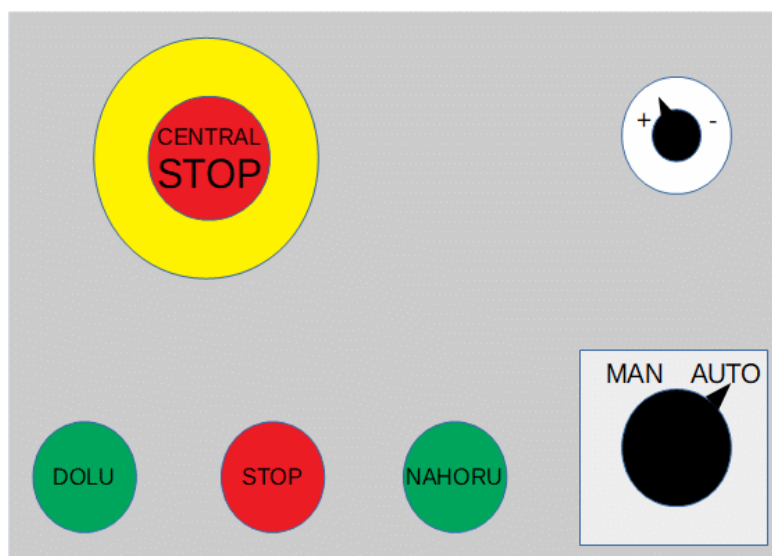 CENTRAL
STOP
+ -
MAN AUTO
DOLU STOP NAHORU